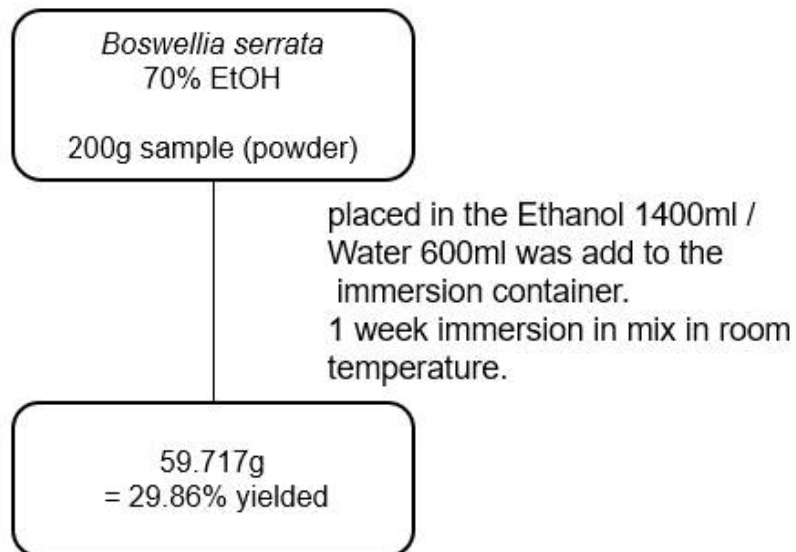 Boswellia serrata
70% EtOH
200g sample (powder)
placed in the Ethanol 1400ml /
Water 600ml was add to the
immersion container.
1 week immersion in mix in room
temperature.
59.717g
= 29.86% yielded